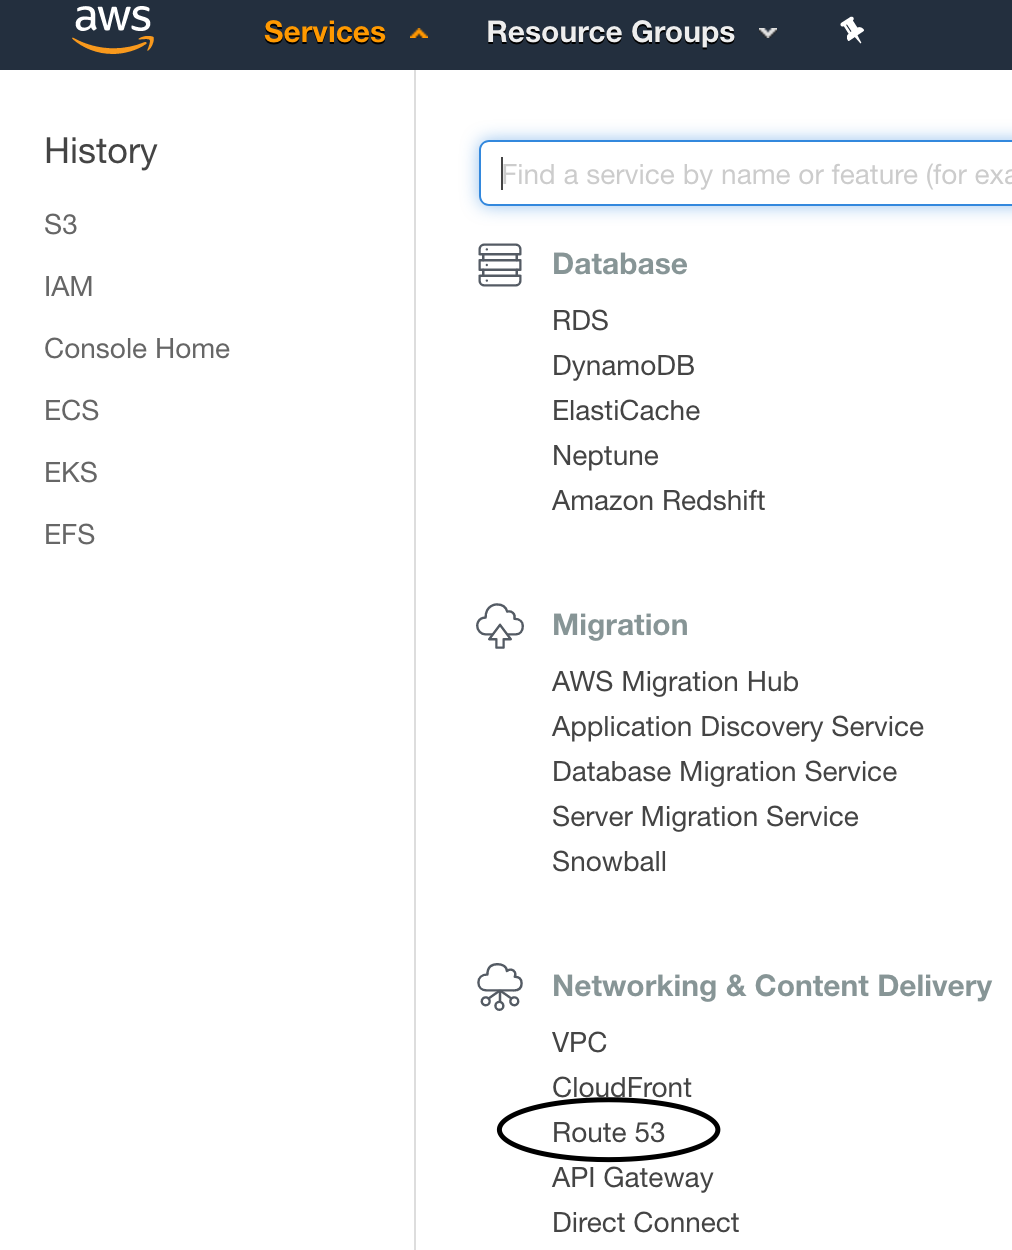 aws
Services
Resource Groups
History
S3
IAM
Console Home
ECS
EKS
EFS
Find a service by name or feature (for exa
Database
RDS
DynamoDB
ElastiCache
Neptune
Amazon Redshift
Migration
AWS Migration Hub
Application Discovery Service
Database Migration Service
Server Migration Service
Snowball
Networking & Content Delivery
VPC
CloudFront
Route 53
API Gateway
Direct Connect